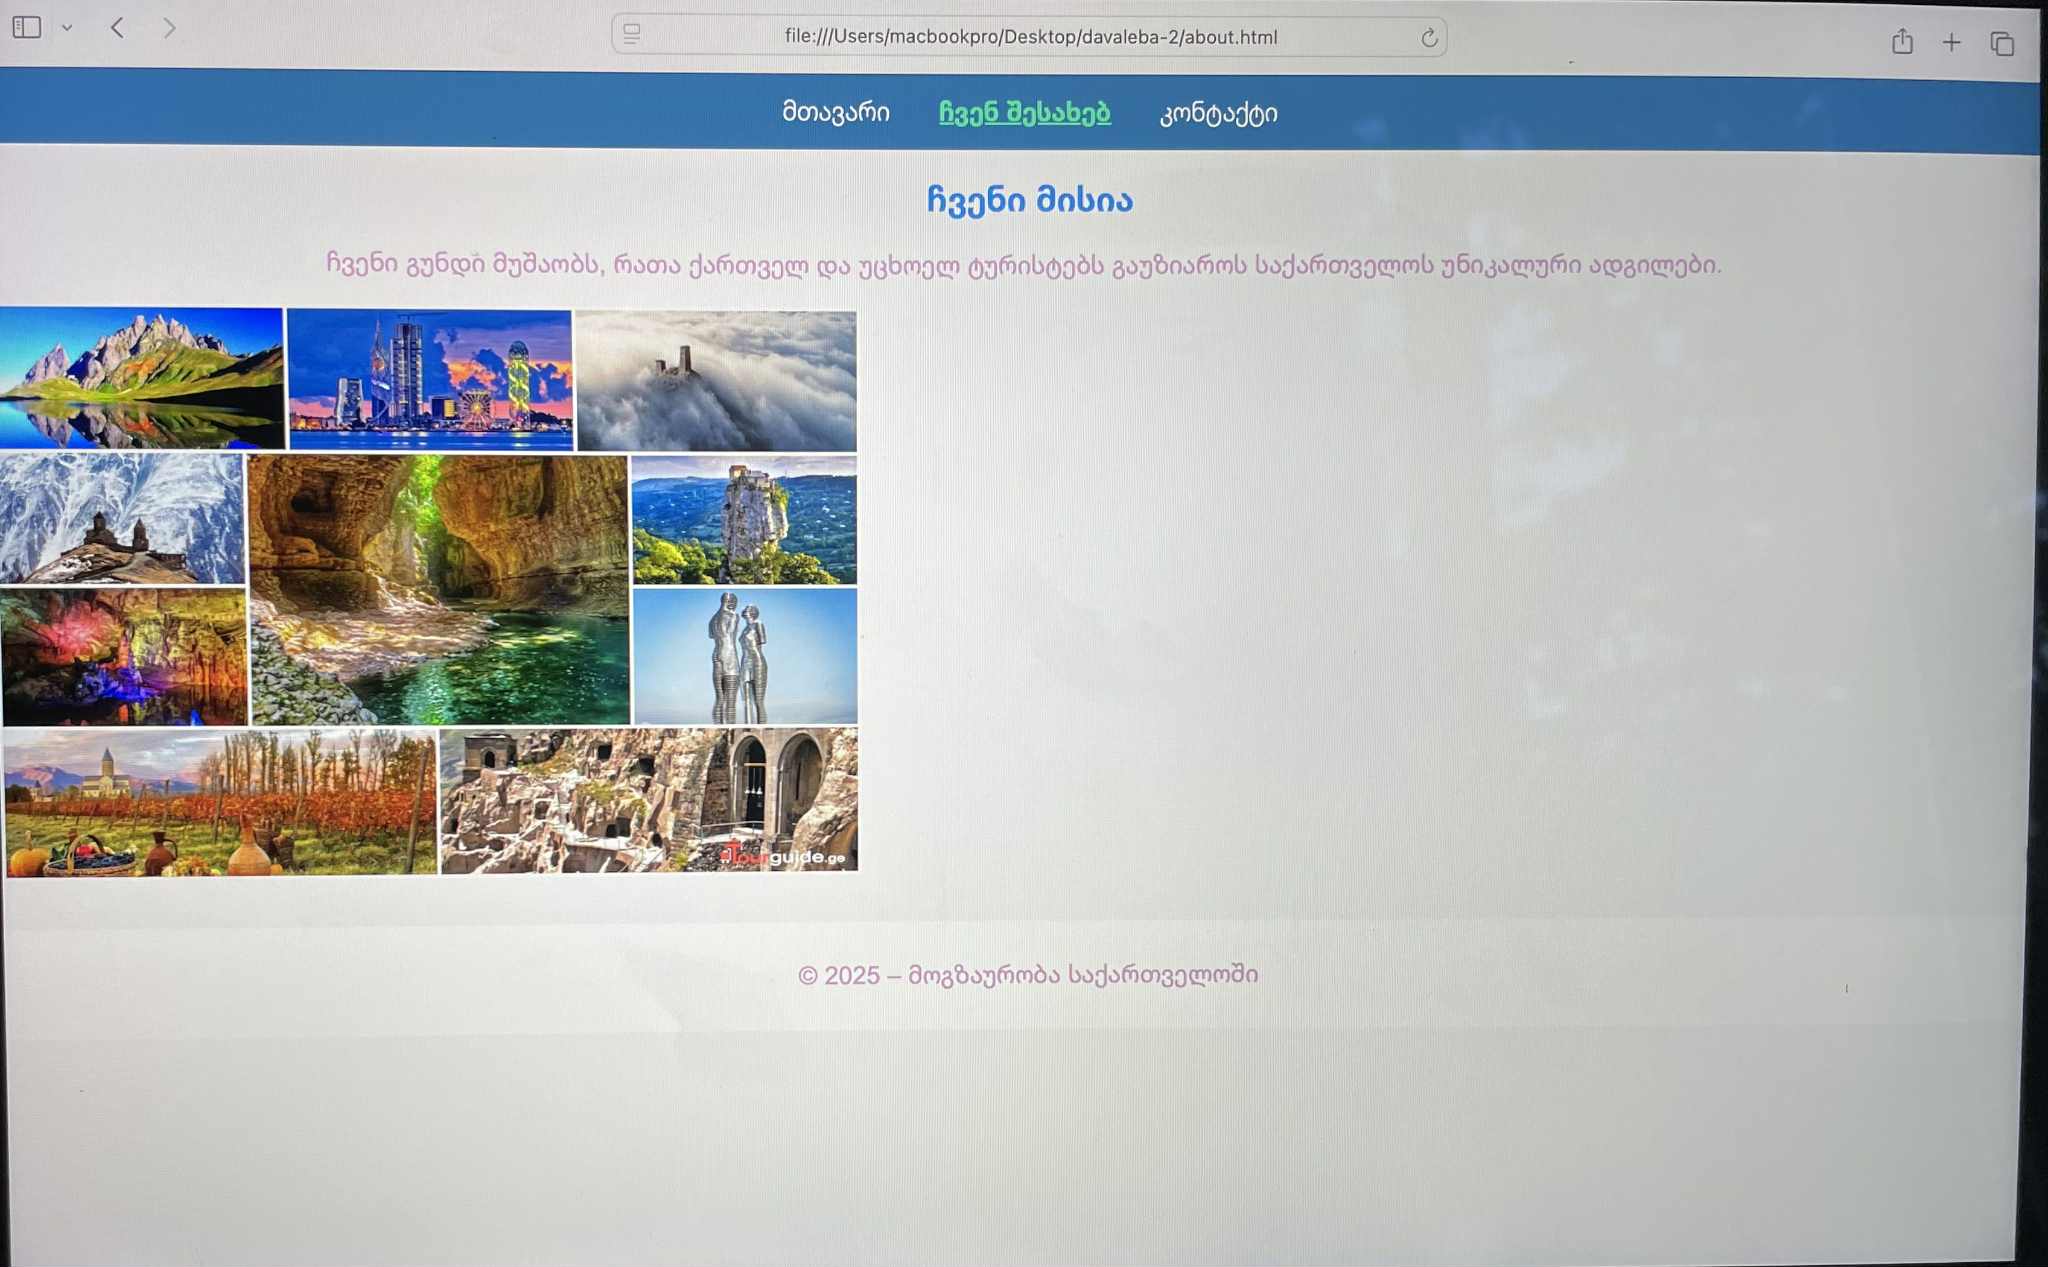 file:///Users/macbookpro/Desktop/davaleba-2/about.html
მთავარი ჩვენ შესახებ კონტაქტი
ჩვენი მისია
ჩვენი გუნდი მუშაობს, რათა ქართველ და უცხოელ ტურისტებს გაუზიაროს საქართველოს უნიკალური ადგილები.
Tourguide.ge
© 2025 – მოგზაურობა საქართველოში